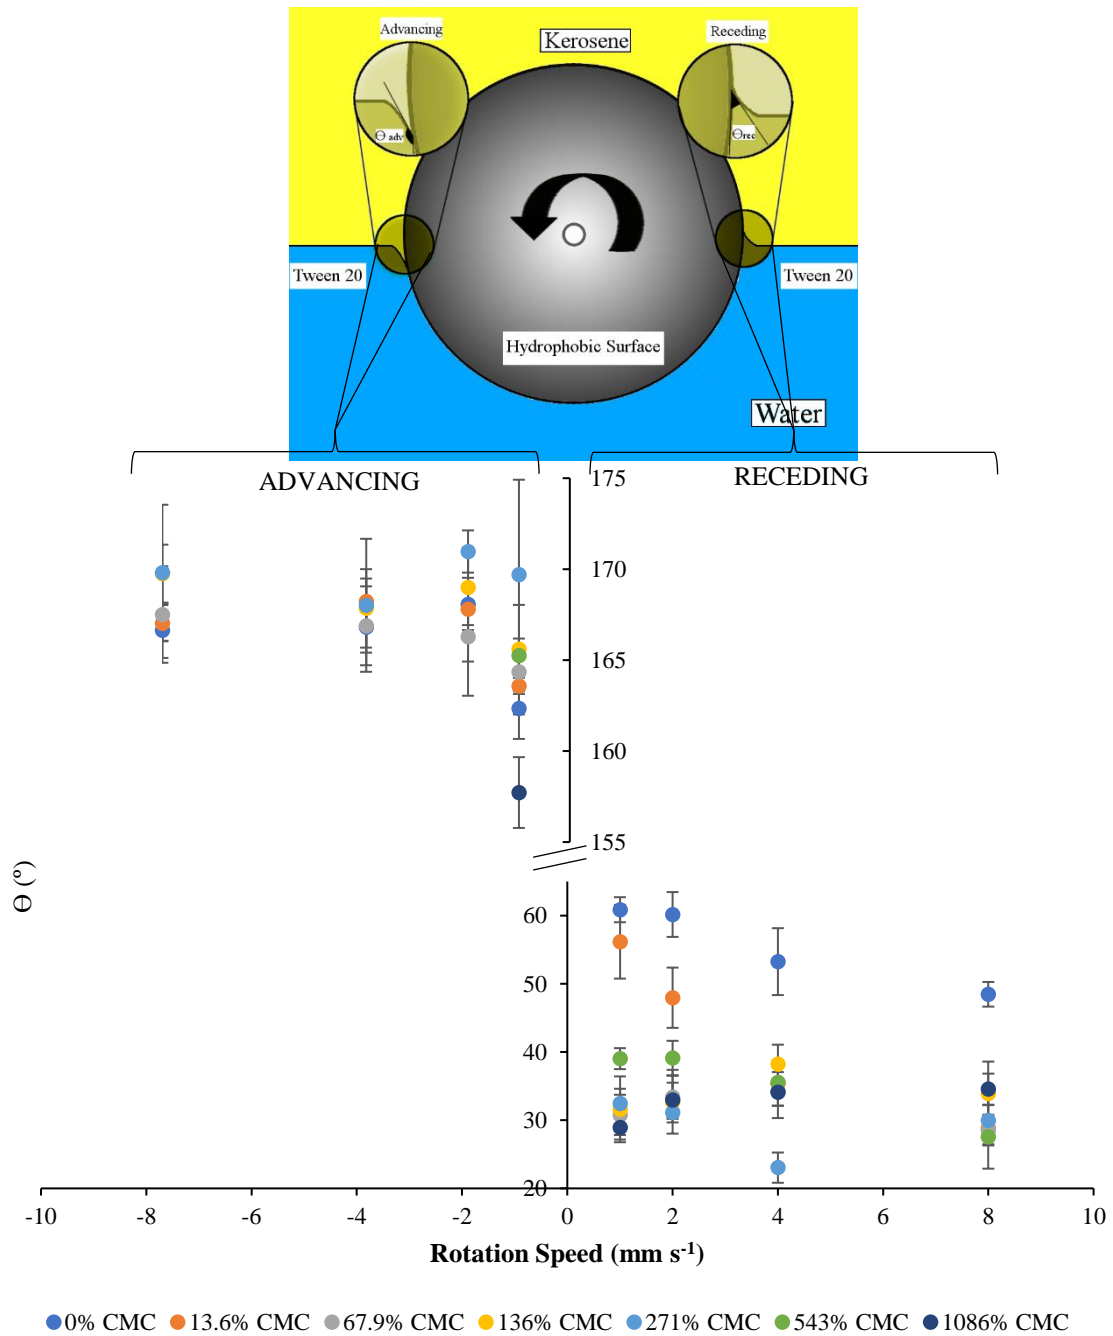 Advancing
Kerosene
Receding
Ɵ adv
Ɵrec
Tween 20
Tween 20
Hydrophobic Surface
Water
ADVANCING
RECEDING
175
170
165
160
155
Ɵ (º)
60
50
40
30
20
-10 -8 -6 -4 -2 0 2 4 6 8 10
Rotation Speed (mm s⁻¹)
0% CMC 13.6% CMC 67.9% CMC 136% CMC 271% CMC 543% CMC 1086% CMC